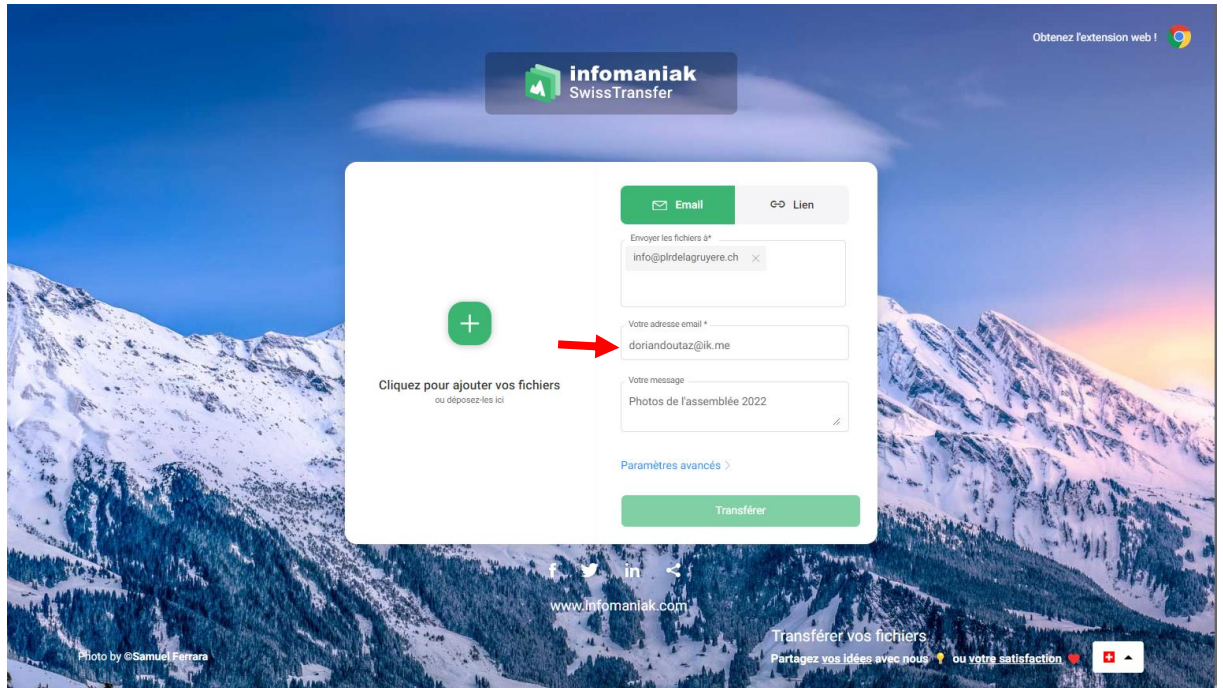 Obtenez l'extension web !
infomaniak
SwissTransfer
Email
Lien
Envoyer les fichiers à*
info@plrdelagruyere.ch
Votre adresse email *
doriandoutaz@ik.me
Cliquez pour ajouter vos fichiers
ou déposez-les ici
Votre message
Photos de l'assemblée 2022
Paramètres avancés
Transférer
www.infomaniak.com
Transférer vos fichiers
Partagez vos idées avec nous ou votre satisfaction
Photo by ©Samuel Ferrara